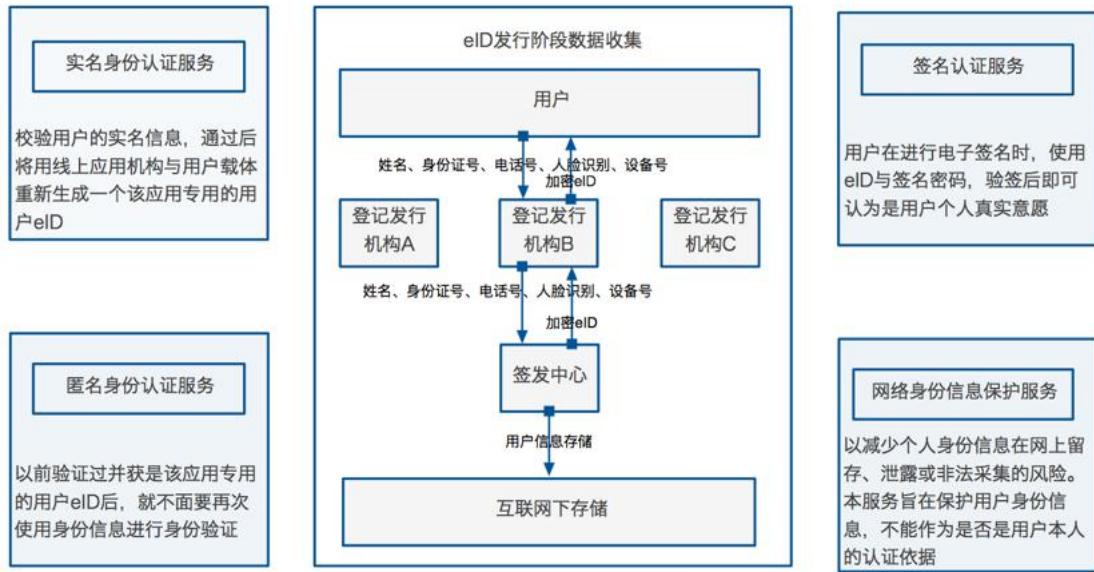 实名身份认证服务
校验用户的实名信息，通过后
将用线上应用机构与用户载体
重新生成一个该应用专用的用
户eID
匿名身份认证服务
以前验证过并获是该应用专用
的用户eID后，就不面要再次
使用身份信息进行身份验证
eID发行阶段数据收集
用户
姓名、身份证号、电话号、人脸识别、设备号
加密eID
登记发行
机构A
登记发行
机构B
登记发行
机构C
姓名、身份证号、电话号、人脸识别、设备号
加密eID
签发中心
用户信息存储
互联网下存储
签名认证服务
用户在进行电子签名时，使用
eID与签名密码，验签后即可
认为是用户个人真实意愿
网络身份信息保护服务
以减少个人身份信息在网上留
存、泄露或非法采集的风险。
本服务旨在保护用户身份信
息，不能作为是否是用户本人
的认证依据